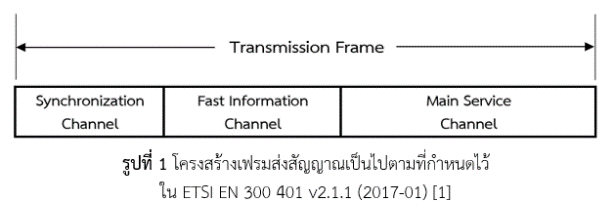 Transmission Frame
Synchronization Channel
Fast Information Channel
Main Service Channel
รูปที่ 1 โครงสร้างเฟรมส่งสัญญาณเป็นไปตามที่กำหนดไว้
ใน ETSI EN 300 401 v2.1.1 (2017-01) [1]